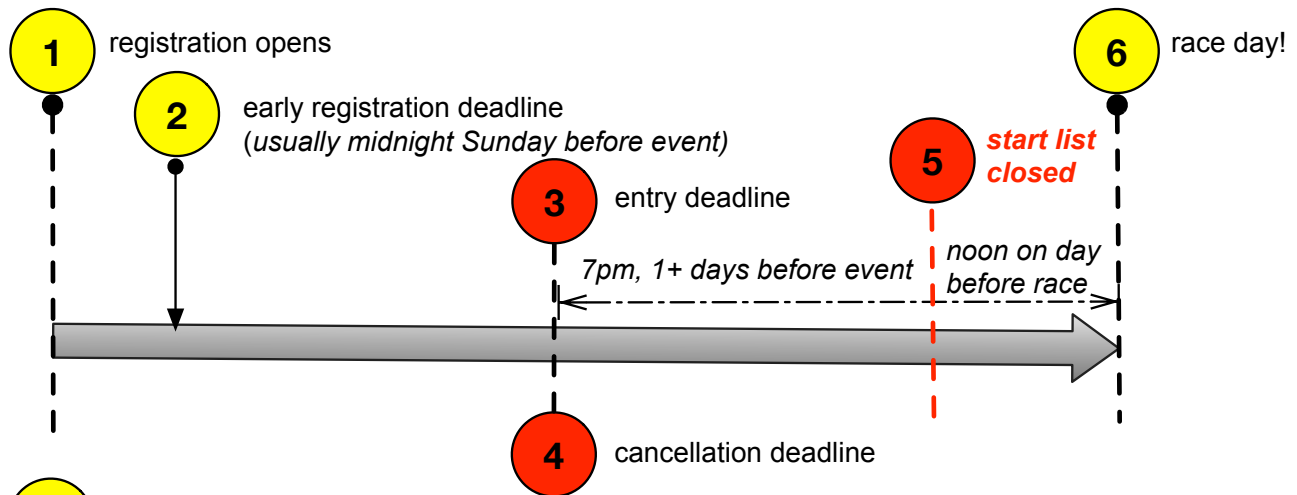 1 registration opens
6 race day!
2 early registration deadline
(usually midnight Sunday before event)
5 start list
closed
3 entry deadline
7pm, 1+ days before event
noon on day
before race
4 cancellation deadline